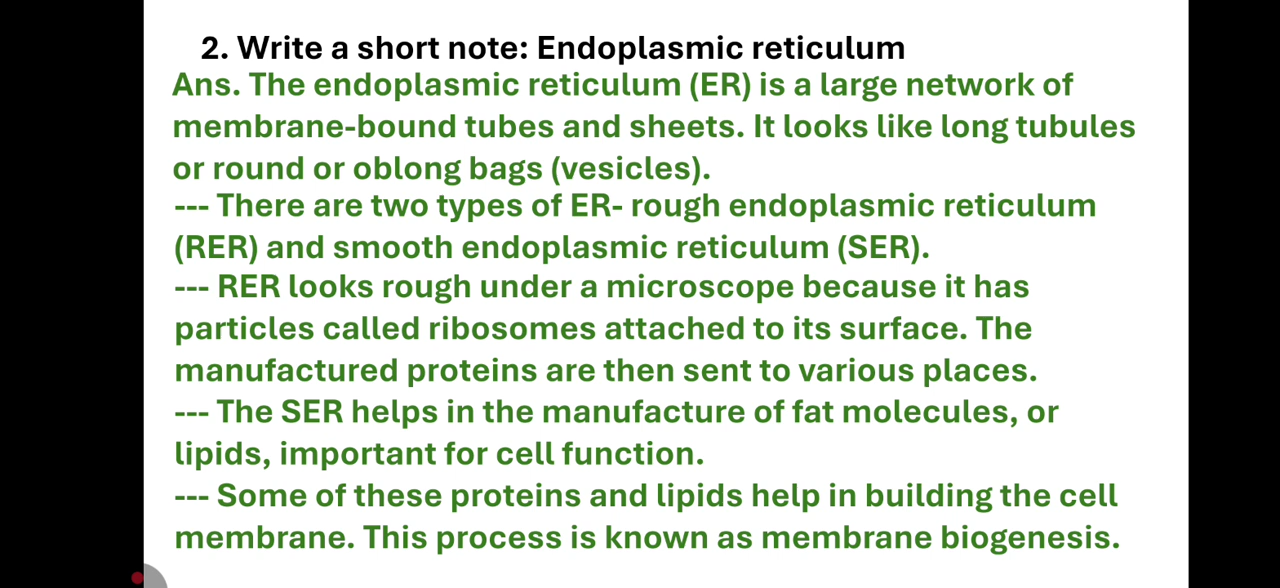 2. Write a short note: Endoplasmic reticulum
Ans. The endoplasmic reticulum (ER) is a large network of
membrane-bound tubes and sheets. It looks like long tubules
or round or oblong bags (vesicles).
--- There are two types of ER- rough endoplasmic reticulum
(RER) and smooth endoplasmic reticulum (SER).
--- RER looks rough under a microscope because it has
particles called ribosomes attached to its surface. The
manufactured proteins are then sent to various places.
--- The SER helps in the manufacture of fat molecules, or
lipids, important for cell function.
--- Some of these proteins and lipids help in building the cell
membrane. This process is known as membrane biogenesis.